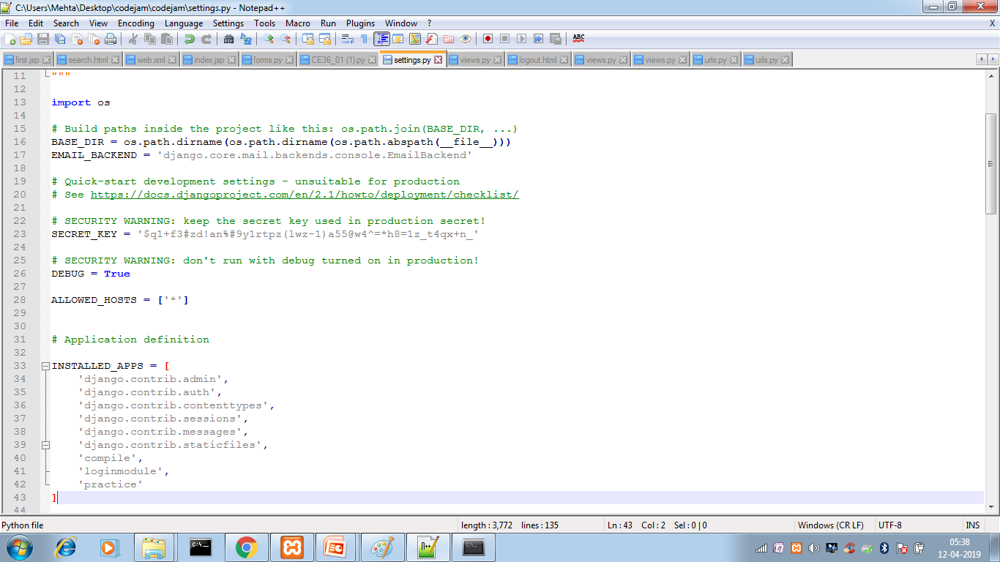 C:\Users\Mehta\Desktop\codejam\codejam\settings.py - Notepad++
File Edit Search View Encoding Language Settings Tools Macro Run Plugins Window ? X
first.jsp search.html web.xml index.jsp foms.py CE36_01 (1).py settings.py views.py logout.html views.py views.py urls.py urls.py
11 """
12
13 import os
14
15 # Build paths inside the project like this: os.path.join(BASE_DIR, ...)
16 BASE_DIR = os.path.dirname(os.path.dirname(os.path.abspath(__file__)))
17 EMAIL_BACKEND = 'django.core.mail.backends.console.EmailBackend'
18
19 # Quick-start development settings - unsuitable for production
20 # See https://docs.djangoproject.com/en/2.1/howto/deployment/checklist/
21
22 # SECURITY WARNING: keep the secret key used in production secret!
23 SECRET_KEY = '$q1+f3#zd!an%#9y1rtpz(lwz-1)a55@w4^=*h8=1z_t4qx+n_'
24
25 # SECURITY WARNING: don't run with debug turned on in production!
26 DEBUG = True
27
28 ALLOWED_HOSTS = ['*']
29
30
31 # Application definition
32
33 INSTALLED_APPS = [
34 'django.contrib.admin',
35 'django.contrib.auth',
36 'django.contrib.contenttypes',
37 'django.contrib.sessions',
38 'django.contrib.messages',
39 'django.contrib.staticfiles',
40 'compile',
41 'loginmodule',
42 'practice'
43 ]
44
Python file length : 3,772 lines : 135 Ln : 43 Col : 2 Sel : 0 | 0 Windows (CR LF) UTF-8 INS
05:38
12-04-2019